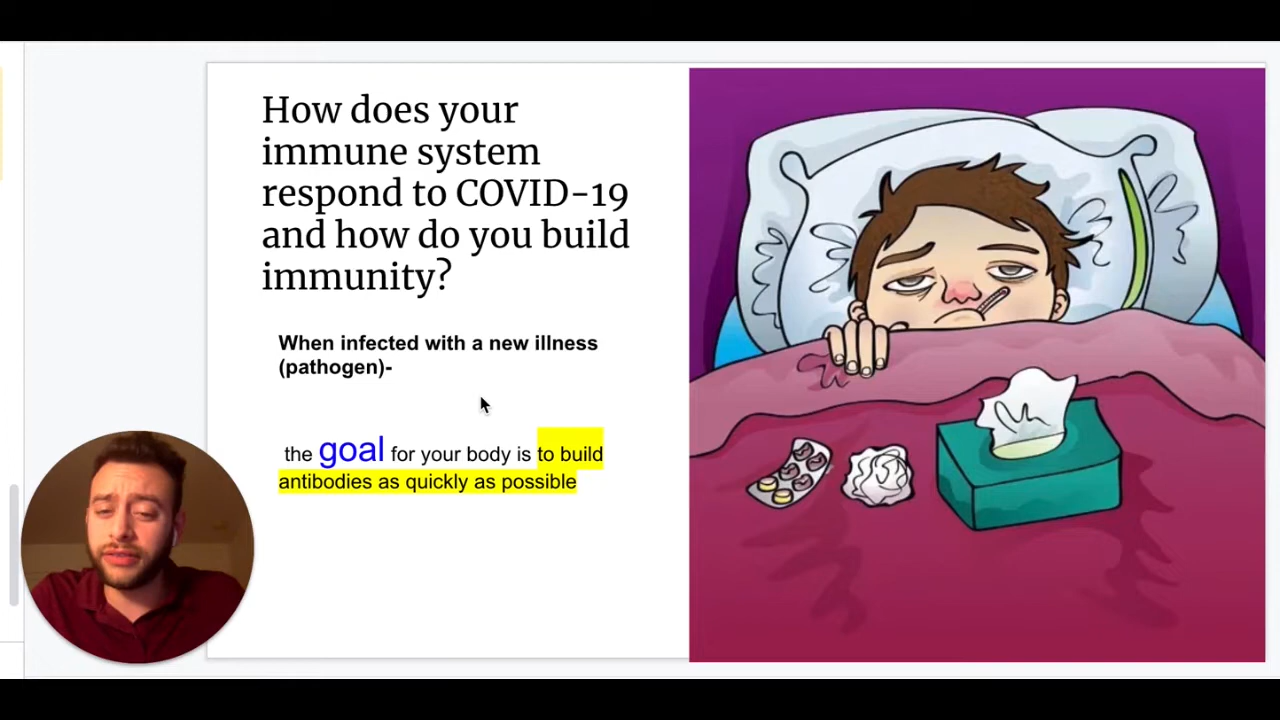 How does your
immune system
respond to COVID-19
and how do you build
immunity?
When infected with a new illness
(pathogen)-
the goal for your body is to build
antibodies as quickly as possible